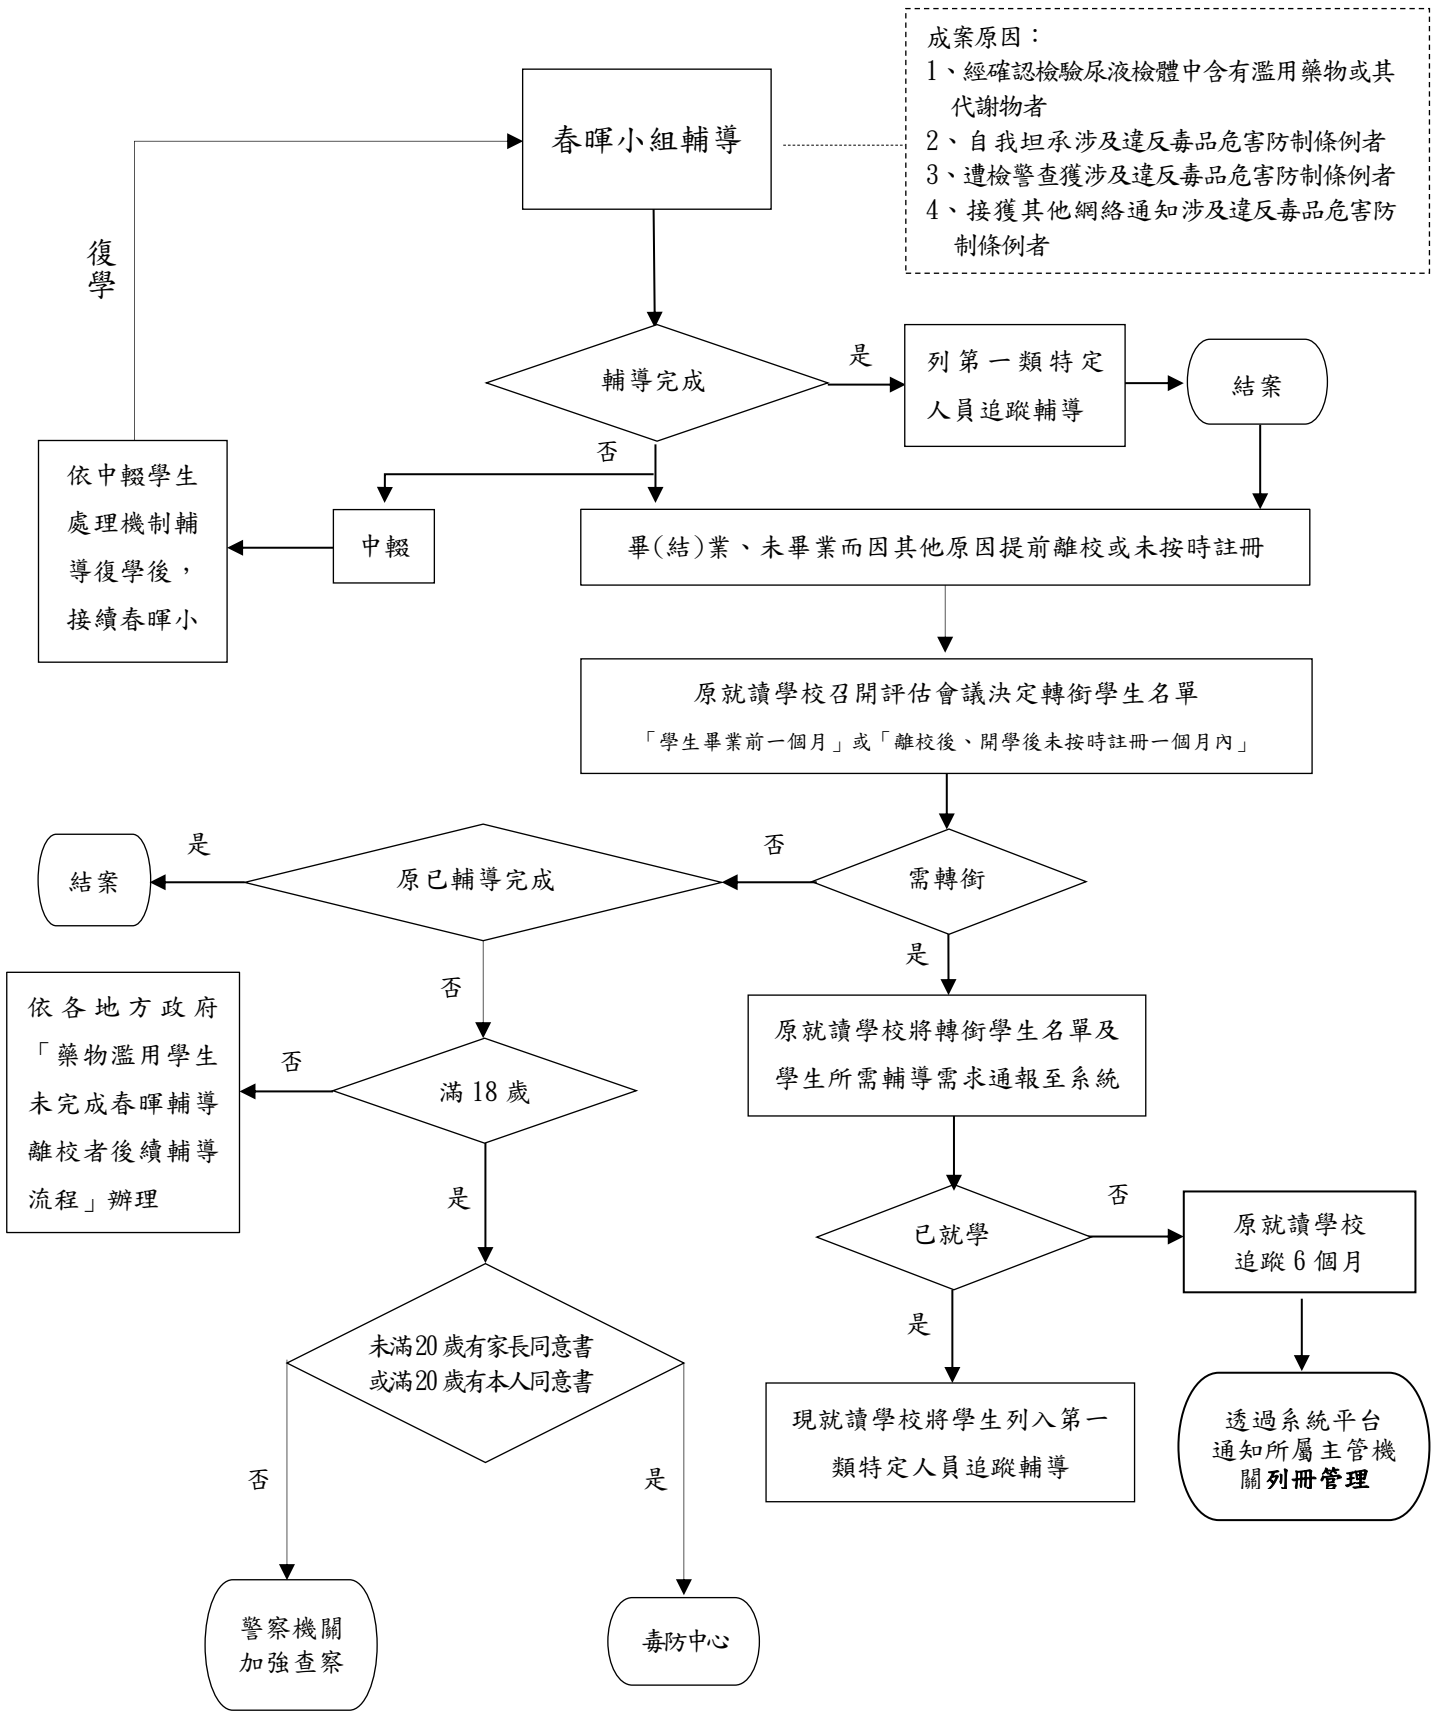 成案原因：
1、經確認檢驗尿液檢體中含有濫用藥物或其
代謝物者
2、自我坦承涉及違反毒品危害防制條例者
3、遭檢警查獲涉及違反毒品危害防制條例者
4、接獲其他網絡通知涉及違反毒品危害防
制條例者
春暉小組輔導
復學
輔導完成
是
列第一類特定
人員追蹤輔導
結案
否
依中輟學生
處理機制輔
導復學後，
接續春暉小
中輟
畢(結)業、未畢業而因其他原因提前離校或未按時註冊
原就讀學校召開評估會議決定轉銜學生名單
「學生畢業前一個月」或「離校後、開學後未按時註冊一個月內」
結案
是
原已輔導完成
否
需轉銜
是
否
依各地方政府
「藥物濫用學生
未完成春暉輔導
離校者後續輔導
流程」辦理
否
滿18歲
是
原就讀學校將轉銜學生名單及
學生所需輔導需求通報至系統
已就學
否
原就讀學校
追蹤6個月
是
未滿20歲有家長同意書
或滿20歲有本人同意書
現就讀學校將學生列入第一
類特定人員追蹤輔導
透過系統平台
通知所屬主管機
關列冊管理
否
是
警察機關
加強查察
毒防中心